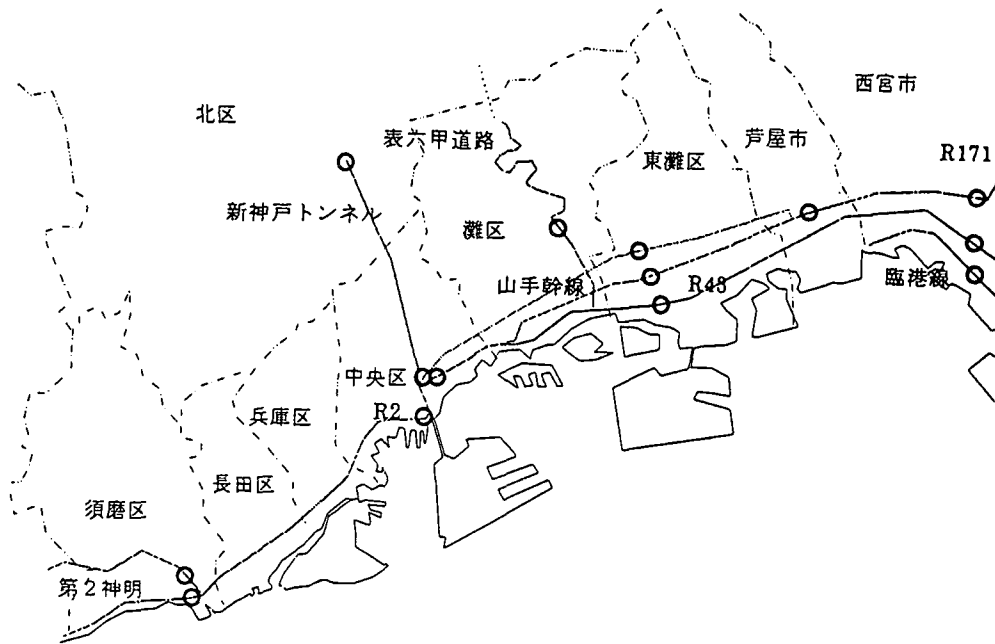 西宮市
北区
表六甲道路
芦屋市
東灘区
R171
新神戸トンネル
灘区
臨港線
山手幹線
R43
中央区
R2
兵庫区
長田区
須磨区
第2神明